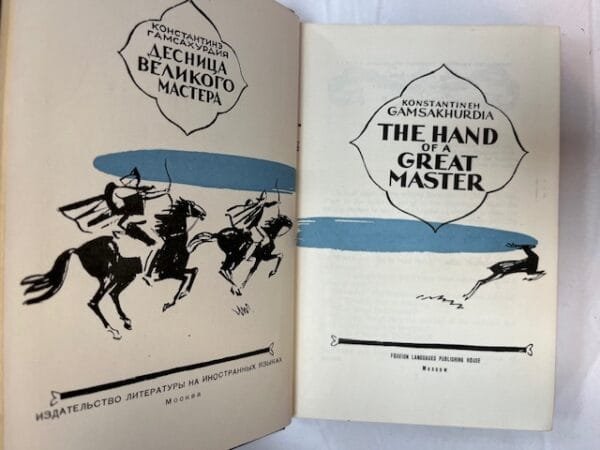 КОНСТАНТИНЭ
ГАМСАХУРДИЯ
ДЕСНИЦА
ВЕЛИКОГО
МАСТЕРА
ИЗДАТЕЛЬСТВО ЛИТЕРАТУРЫ НА ИНОСТРАННЫХ ЯЗЫКАХ
Москва
KONSTANTINEH
GAMSAKHURDIA
THE HAND
OF A
GREAT
MASTER
FOREIGN LANGUAGES PUBLISHING HOUSE
Moscow